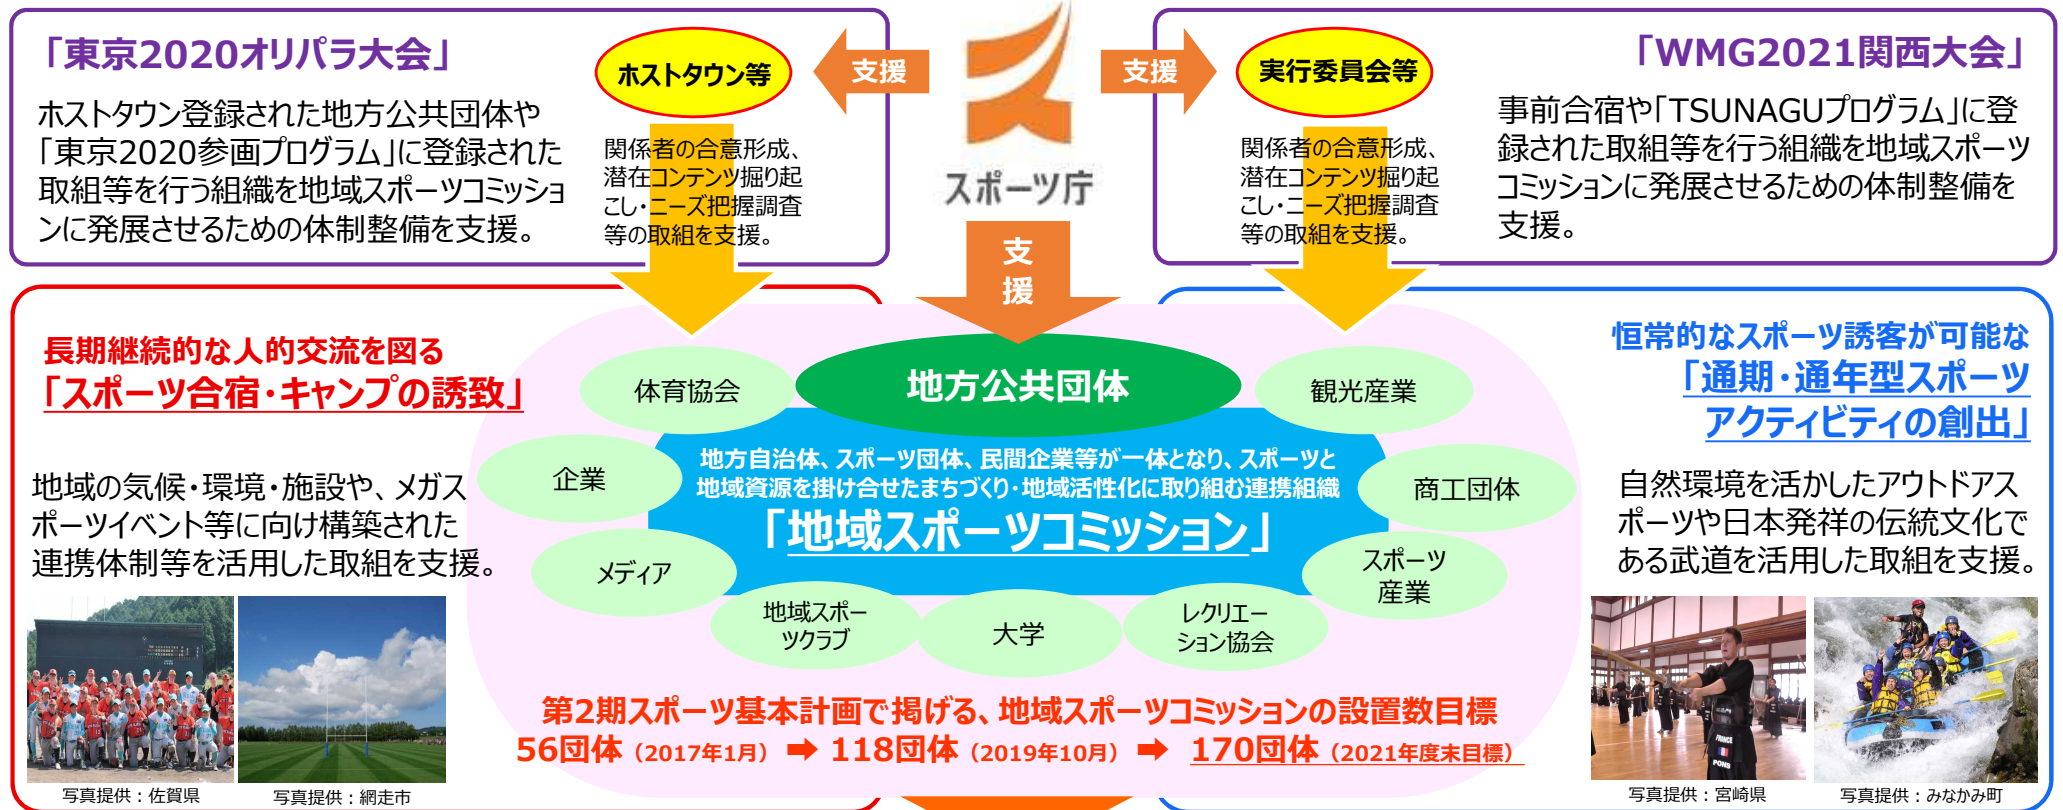 「東京2020オリパラ大会」
ホストタウン登録された地方公共団体や
「東京2020参画プログラム」に登録された
取組等を行う組織を地域スポーツコミッショ
ンに発展させるための体制整備を支援。
ホストタウン等
関係者の合意形成、
潜在コンテンツ掘り起
こし・ニーズ把握調査
等の取組を支援。
支援
スポーツ庁
支援
支
援
実行委員会等
関係者の合意形成、
潜在コンテンツ掘り起
こし・ニーズ把握調査
等の取組を支援。
「WMG2021関西大会」
事前合宿や「TSUNAGUプログラム」に登
録された取組等を行う組織を地域スポーツ
コミッションに発展させるための体制整備を
支援。
長期継続的な人的交流を図る
「スポーツ合宿・キャンプの誘致」
地域の気候・環境・施設や、メガス
ポーツイベント等に向け構築された
連携体制等を活用した取組を支援。
写真提供：佐賀県
写真提供：網走市
地方公共団体
体育協会
観光産業
企業
商工団体
地方自治体、スポーツ団体、民間企業等が一体となり、スポーツと
地域資源を掛け合せたまちづくり・地域活性化に取り組む連携組織
「地域スポーツコミッション」
メディア
スポーツ
産業
地域スポー
ツクラブ
大学
レクリエー
ション協会
第2期スポーツ基本計画で掲げる、地域スポーツコミッションの設置数目標
56団体（2017年1月）➡ 118団体（2019年10月）➡ 170団体（2021年度末目標）
恒常的なスポーツ誘客が可能な
「通期・通年型スポーツ
アクティビティの創出」
自然環境を活かしたアウトドアス
ポーツや日本発祥の伝統文化で
ある武道を活用した取組を支援。
FRANCE
PONS
写真提供：宮崎県
写真提供：みなかみ町